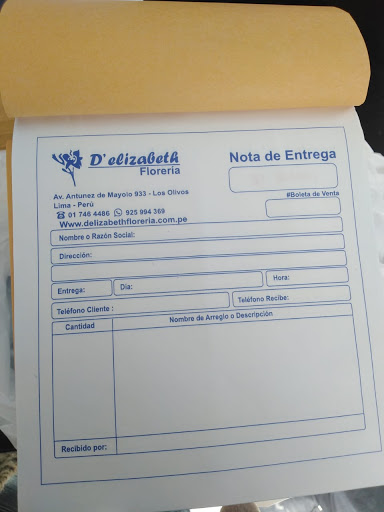 D'elizabeth
Florería
Nota de Entrega
Av. Antunez de Mayolo 933 - Los Olivos
Lima - Perú
01 746 4486 925 994 369
Www.delizabethfloreria.com.pe
#Boleta de Venta
Nombre o Razón Social:
Dirección:
Entrega: Día: Hora:
Teléfono Cliente : Teléfono Recibe:
Cantidad Nombre de Arreglo o Descripción
Recibido por: